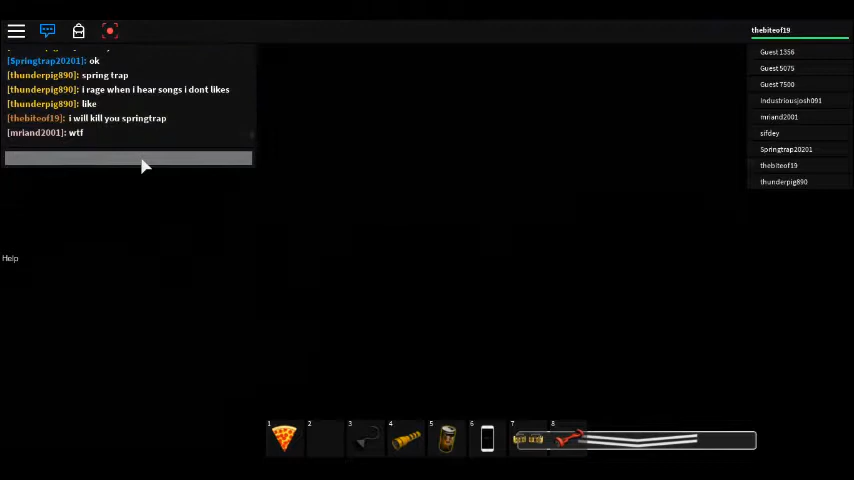 thebiteof19
[Springtrap20201]: ok
[thunderpig890]: spring trap
[thunderpig890]: i rage when i hear songs i dont likes
[thunderpig890]: like
[thebiteof19]: i will kill you springtrap
[mriand2001]: wtf
Guest 1356
Guest 5075
Guest 7500
Industriousjosh091
mriand2001
sifdey
Springtrap20201
thebiteof19
thunderpig890
Help
1 2 3 4 5 6 7 8